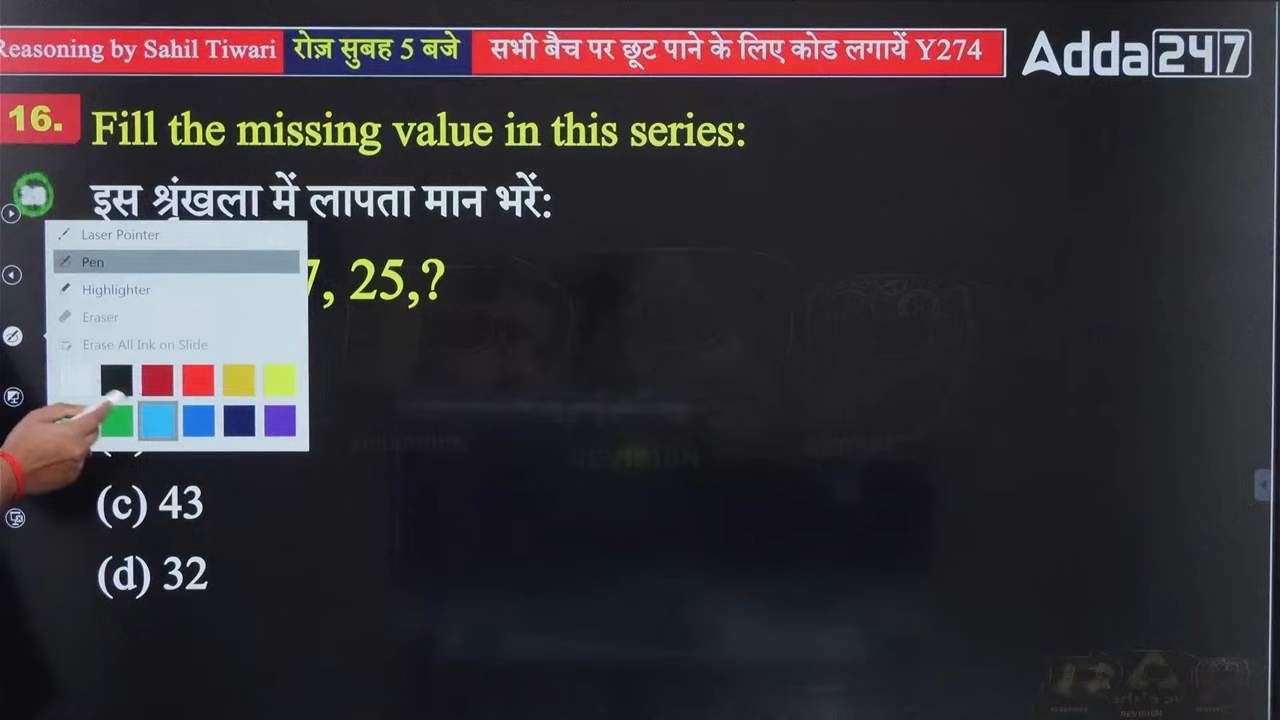 Reasoning by Sahil Tiwari रोज़ सुबह 5 बजे सभी बैच पर छूट पाने के लिए कोड लगायें Y274 Adda247
16. Fill the missing value in this series:
इस श्रृंखला में लापता मान भरें:
Laser Pointer
Pen
7, 25,?
Highlighter
Eraser
Erase All Ink on Slide
(c) 43
(d) 32